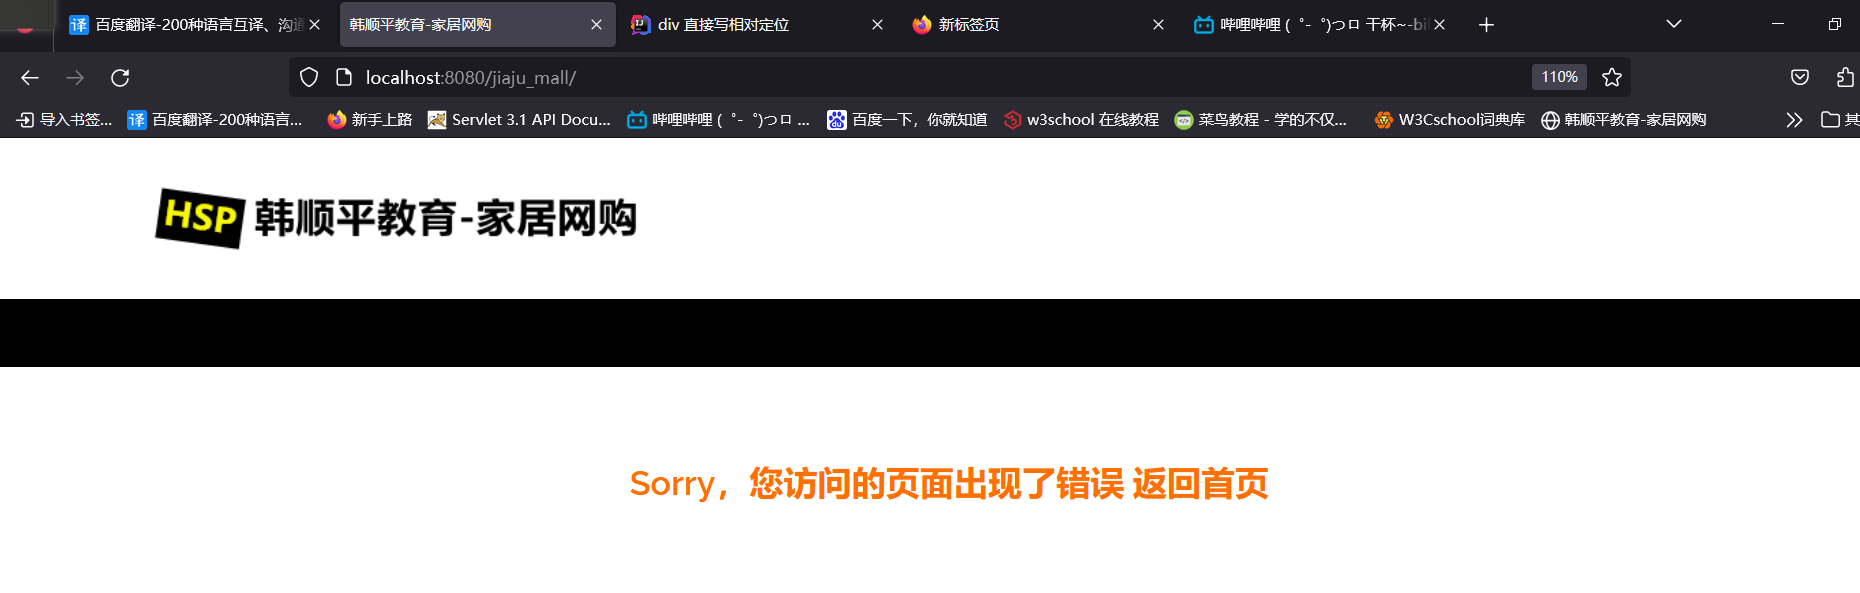 百度翻译-200种语言互译、沟通
韩顺平教育-家居网购
div 直接写相对定位
新标签页
哔哩哔哩 (゜-゜)つロ 干杯~-bil
localhost:8080/jiaju_mall/
110%
导入书签...
百度翻译-200种语言...
新手上路
Servlet 3.1 API Docu...
哔哩哔哩 (゜-゜)つロ ...
百度一下，你就知道
w3school 在线教程
菜鸟教程 - 学的不仅...
W3Cschool词典库
韩顺平教育-家居网购
其
HSP 韩顺平教育-家居网购
Sorry，您访问的页面出现了错误 返回首页